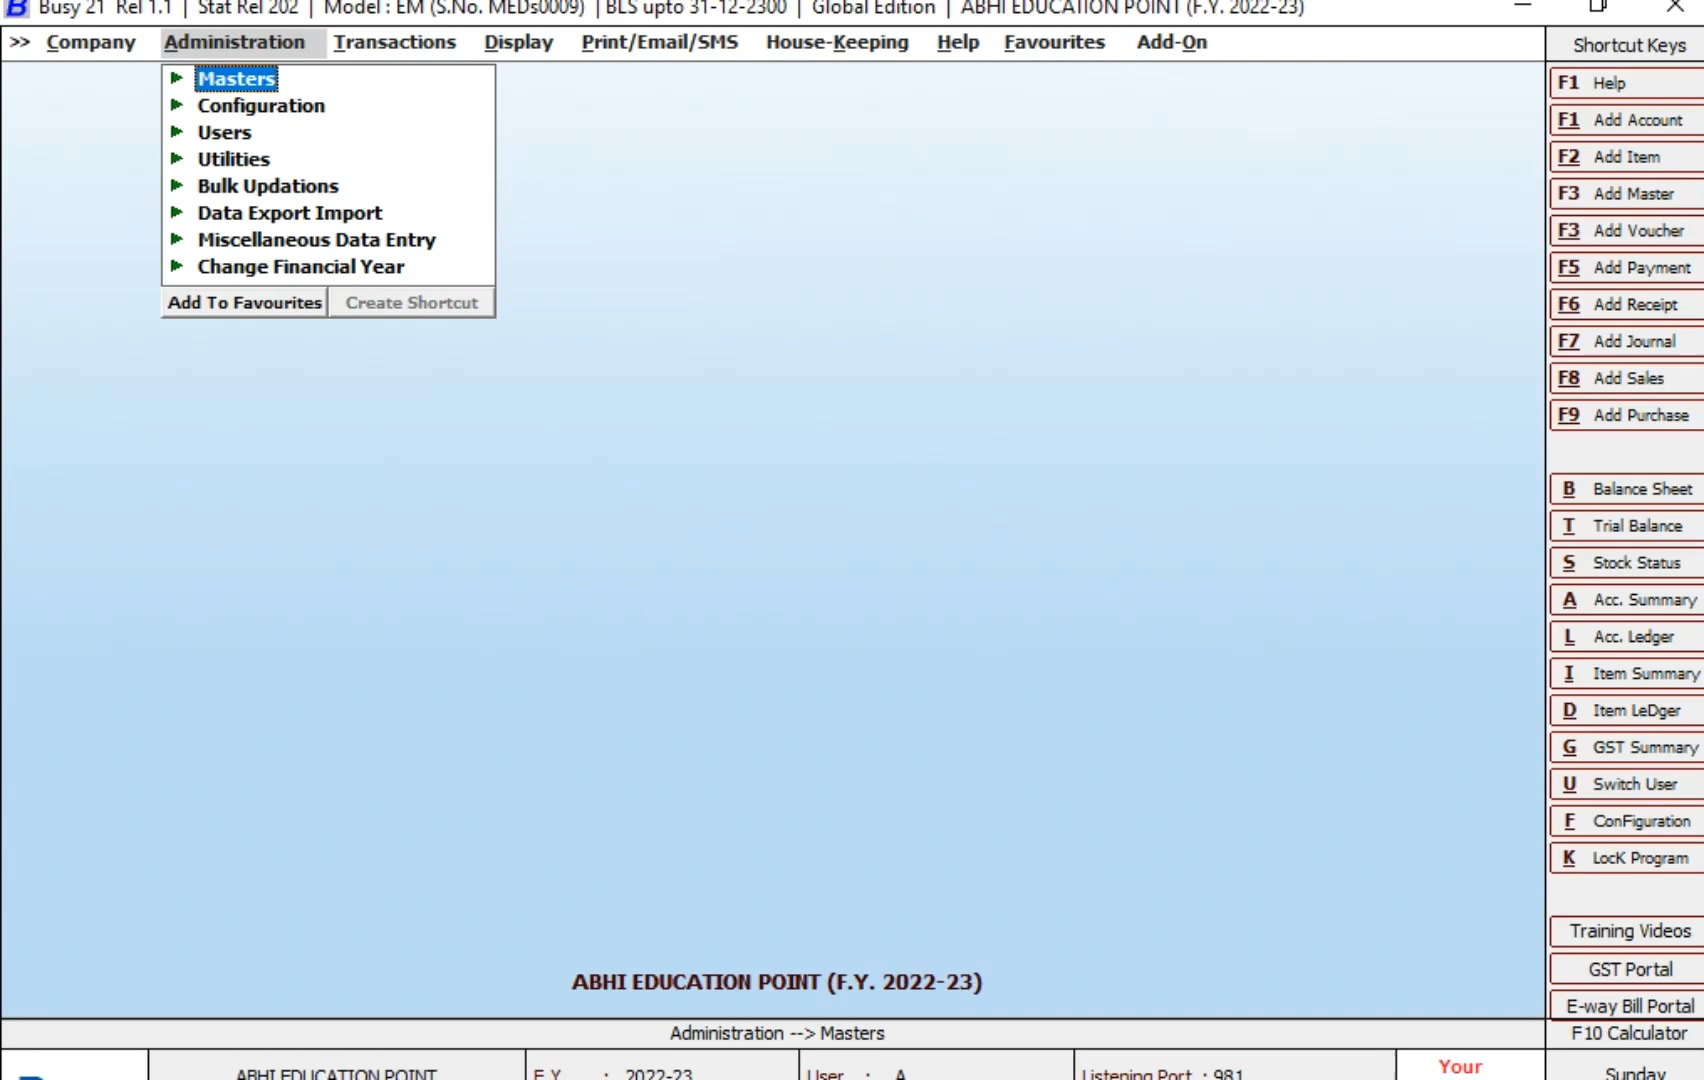 Busy 21 Rel 1.1 | Stat Rel 202 | Model : EM (S.No. MEDs0009) | BLS upto 31-12-2300 | Global Edition | ABHI EDUCATION POINT (F.Y. 2022-23)
>> Company Administration Transactions Display Print/Email/SMS House-Keeping Help Favourites Add-On
Masters
Configuration
Users
Utilities
Bulk Updations
Data Export Import
Miscellaneous Data Entry
Change Financial Year
Add To Favourites Create Shortcut
Shortcut Keys
F1 Help
F1 Add Account
F2 Add Item
F3 Add Master
F3 Add Voucher
F5 Add Payment
F6 Add Receipt
F7 Add Journal
F8 Add Sales
F9 Add Purchase
B Balance Sheet
T Trial Balance
S Stock Status
A Acc. Summary
L Acc. Ledger
I Item Summary
D Item LeDger
G GST Summary
U Switch User
F ConFiguration
K LocK Program
Training Videos
GST Portal
E-way Bill Portal
F10 Calculator
ABHI EDUCATION POINT (F.Y. 2022-23)
Administration --> Masters
ABHI EDUCATION POINT F.Y. : 2022-23 User : A Listening Port : 981 Your Sunday